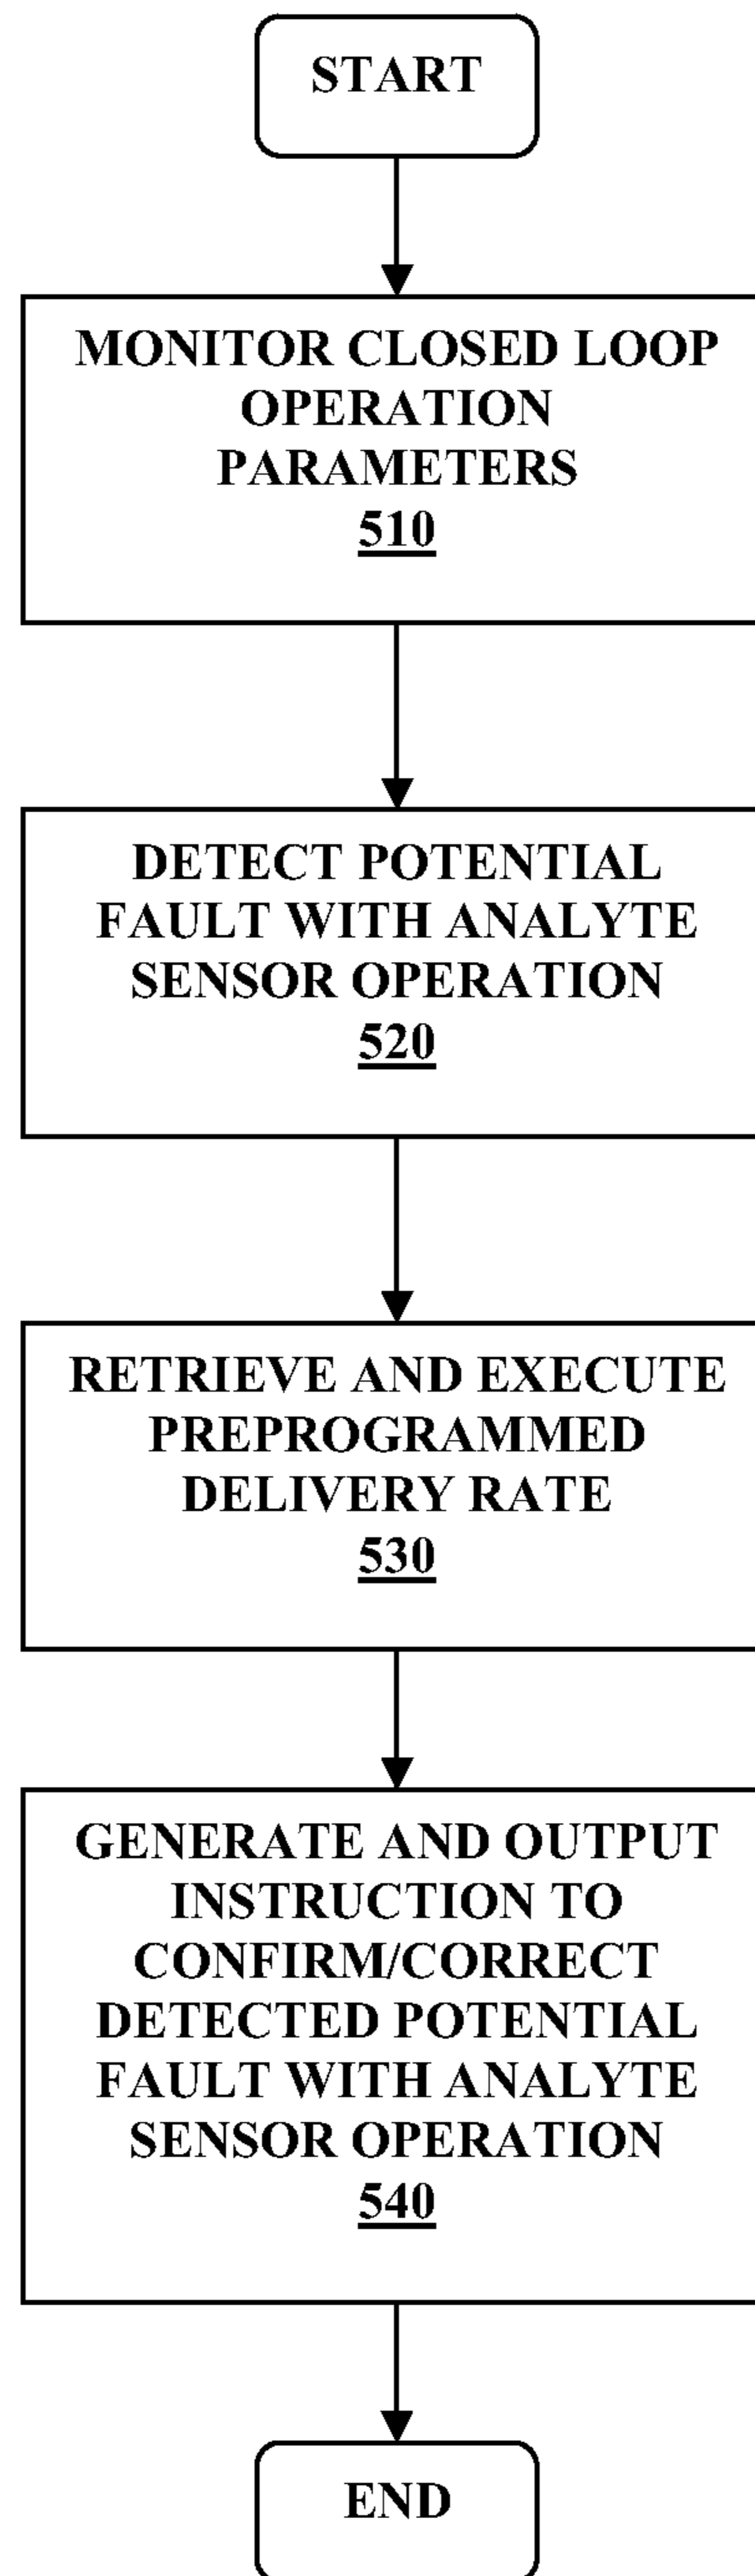 START
MONITOR CLOSED LOOP
OPERATION
PARAMETERS
510
DETECT POTENTIAL
FAULT WITH ANALYTE
SENSOR OPERATION
520
RETRIEVE AND EXECUTE
PREPROGRAMMED
DELIVERY RATE
530
GENERATE AND OUTPUT
INSTRUCTION TO
CONFIRM/CORRECT
DETECTED POTENTIAL
FAULT WITH ANALYTE
SENSOR OPERATION
540
END